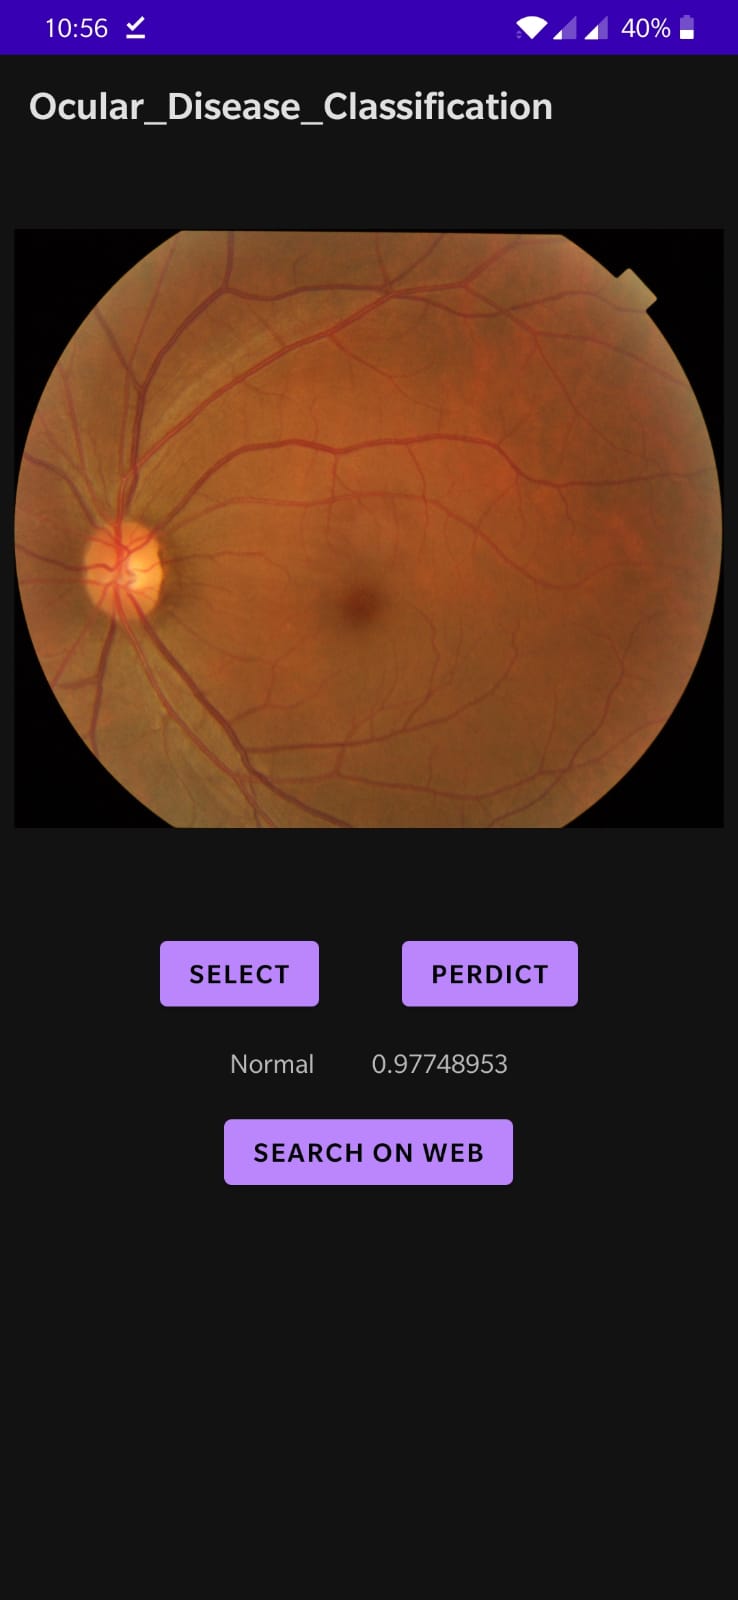 10:56 40%
Ocular_Disease_Classification
SELECT PERDICT
Normal 0.97748953
SEARCH ON WEB